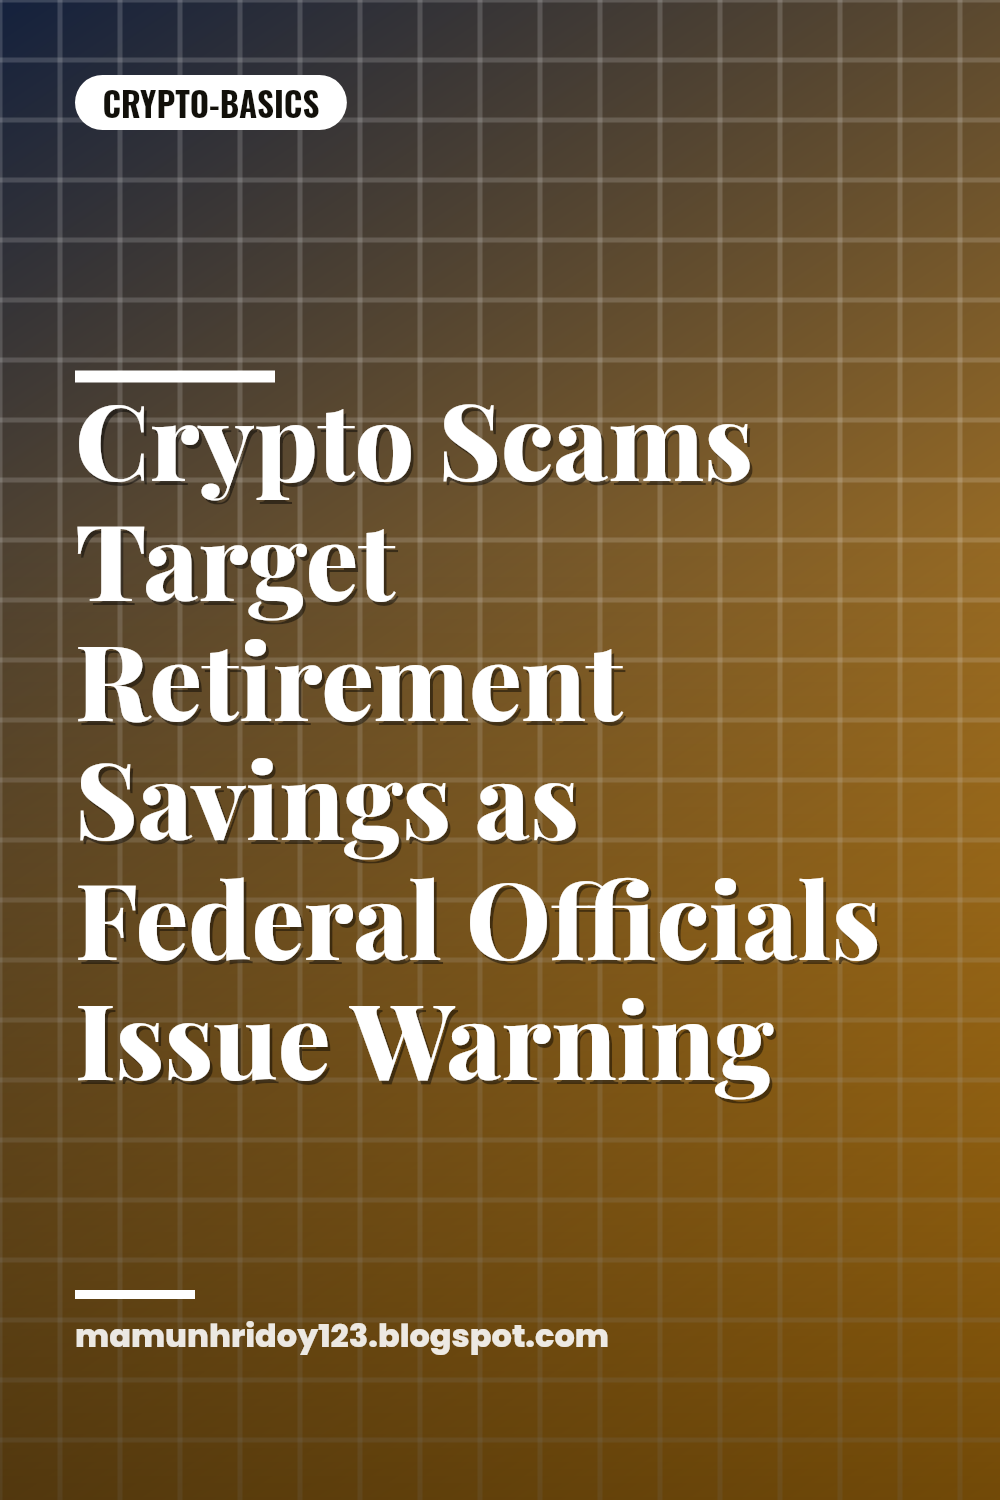 CRYPTO-BASICS
Crypto Scams
Target
Retirement
Savings as
Federal Officials
Issue Warning
mamunhridoy123.blogspot.com